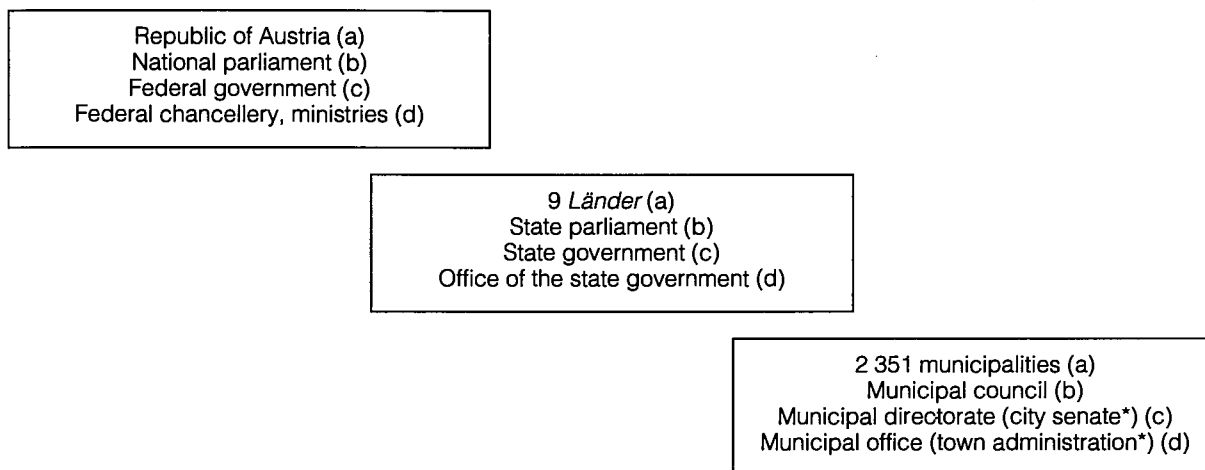 Republic of Austria (a)
National parliament (b)
Federal government (c)
Federal chancellery, ministries (d)
9 Länder (a)
State parliament (b)
State government (c)
Office of the state government (d)
2 351 municipalities (a)
Municipal council (b)
Municipal directorate (city senate*) (c)
Municipal office (town administration*) (d)